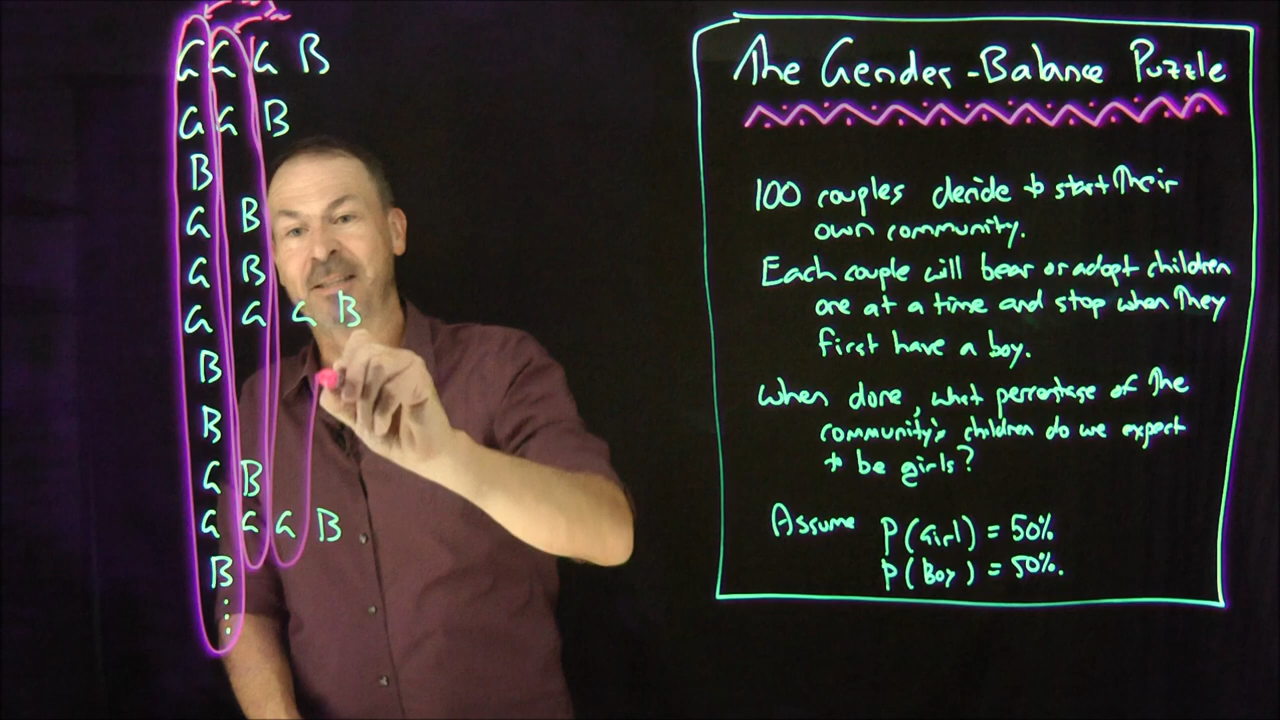 G G G B
G G B
B
G B
G B
G G G B
B
B
G B
G G G B
B
The Gender-Balance Puzzle
100 couples decide to start their
own community.
Each couple will bear or adopt children
one at a time and stop when they
first have a boy.
When done, what percentage of the
community's children do we expect
to be girls?
Assume P(Girl) = 50%
P(Boy) = 50%.